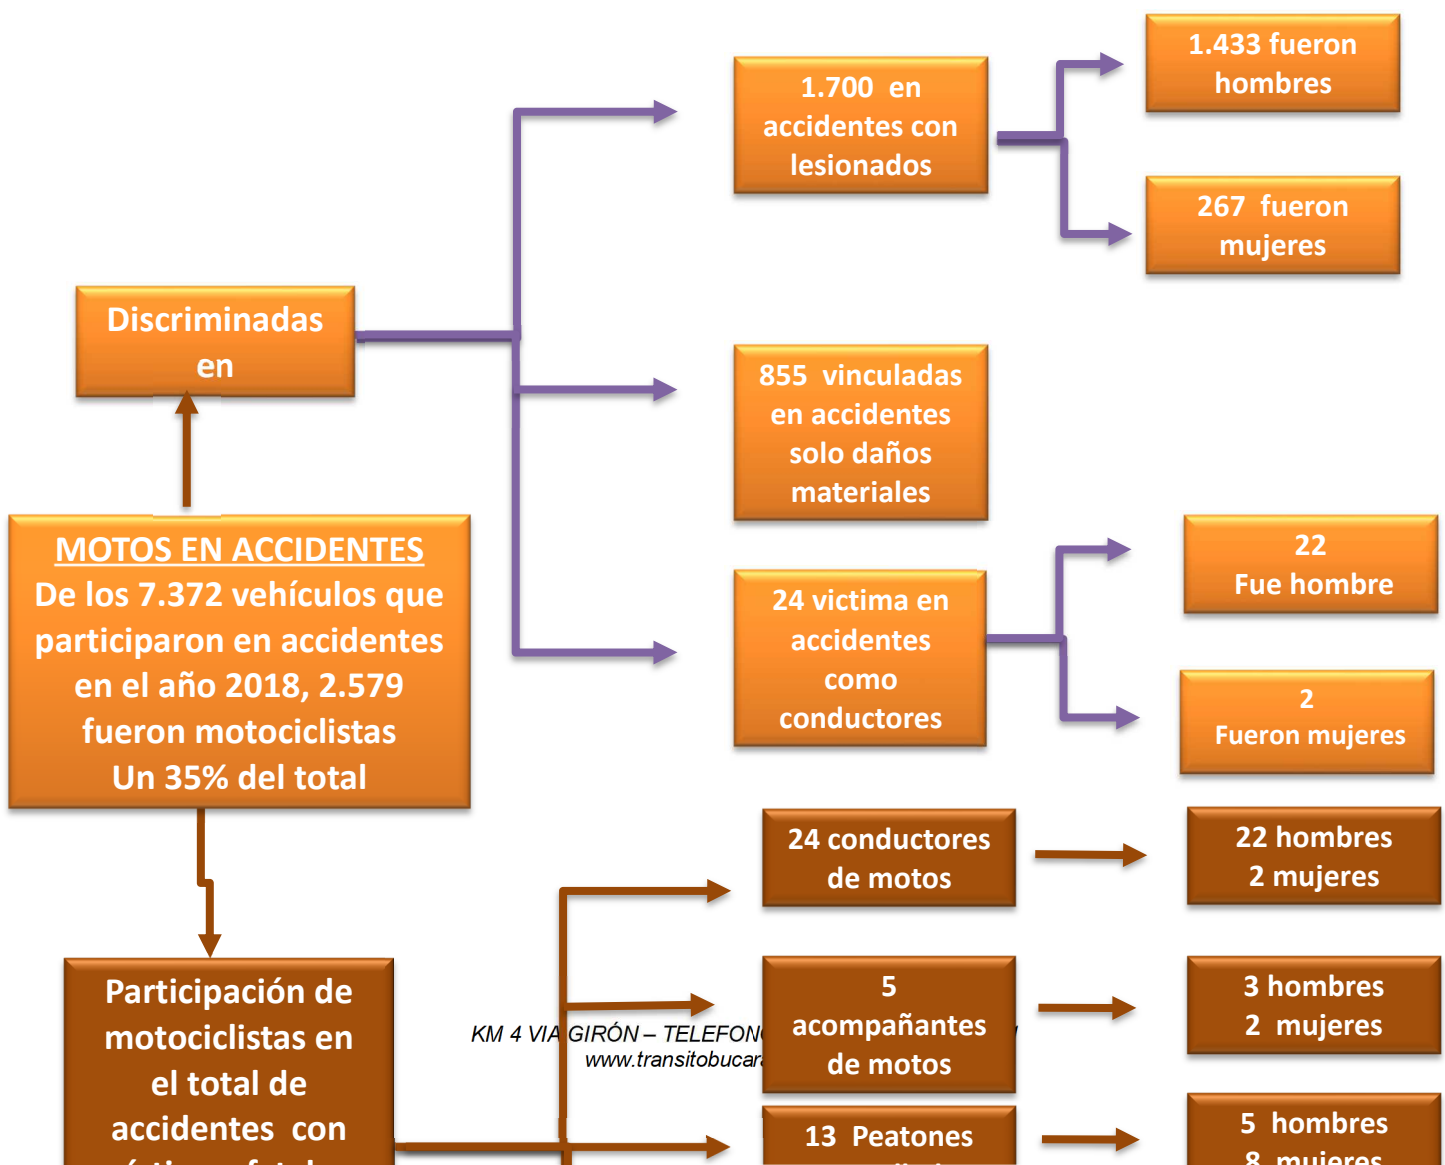 1.433 fueron
hombres
1.700 en
accidentes con
lesionados
267 fueron
mujeres
Discriminadas
en
855 vinculadas
en accidentes
solo daños
materiales
MOTOS EN ACCIDENTES
De los 7.372 vehículos que
participaron en accidentes
en el año 2018, 2.579
fueron motociclistas
Un 35% del total
24 victima en
accidentes
como
conductores
22
Fue hombre
2
Fueron mujeres
24 conductores
de motos
22 hombres
2 mujeres
Participación de
motociclistas en
el total de
accidentes con
5
acompañantes
de motos
3 hombres
2 mujeres
KM 4 VIA GIRÓN – TELEFON
www.transitobucar
13 Peatones
5 hombres
8 mujeres